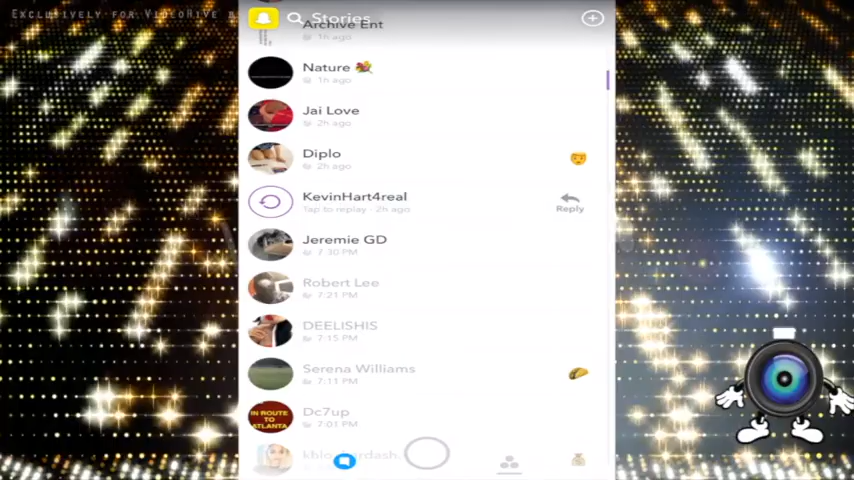 Exclusively for VideoHive b
Stories
Archive Ent
1h ago
Nature 💐
1h ago
Jai Love
2h ago
Diplo
2h ago
KevinHart4real
Tap to replay - 2h ago
Reply
Jeremie GD
7:30 PM
Robert Lee
7:21 PM
DEELISHIS
7:15 PM
Serena Williams
7:11 PM
Dc7up
7:01 PM
IN ROUTE
TO
ATLANTA